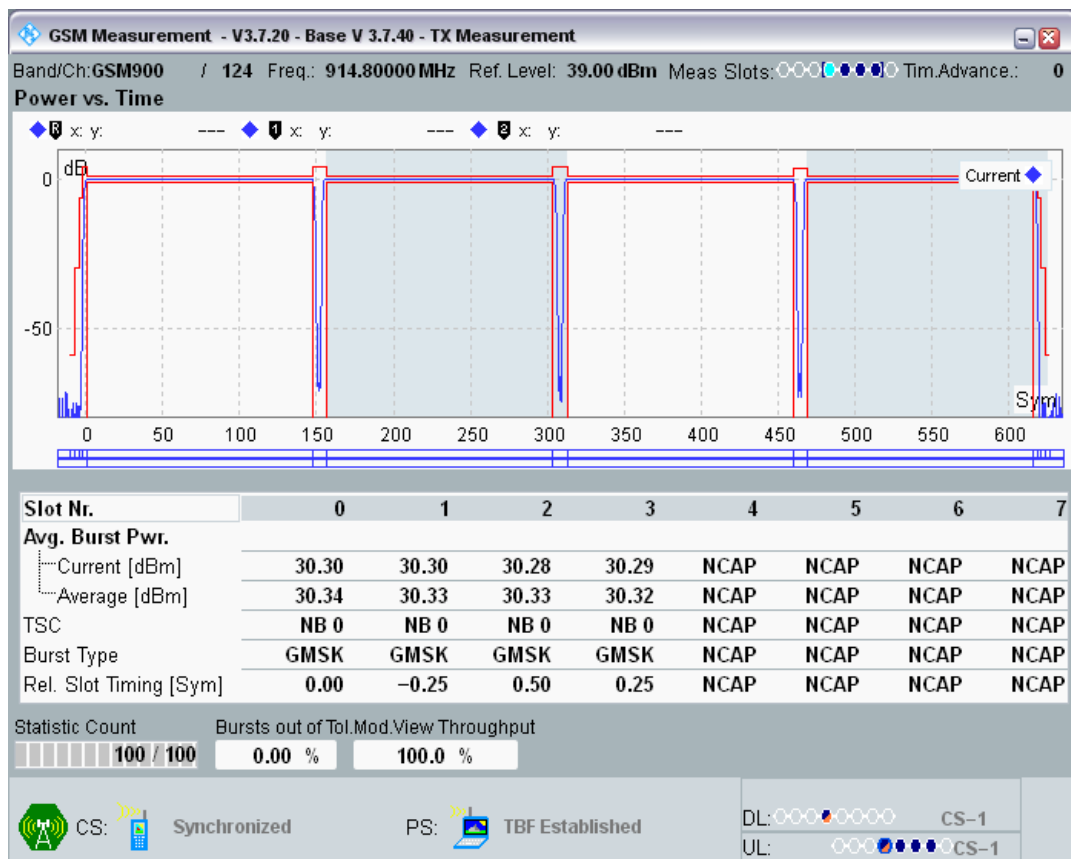 GSM Measurement - V3.7.20 - Base V 3.7.40 - TX Measurement
Band/Ch:GSM900 / 124 Freq.: 914.80000 MHz Ref. Level: 39.00 dBm Meas Slots: Tim.Advance.: 0
Power vs. Time
R x: y: --- 1 x: y: --- 2 x: y: ---
dB
Current
0
-50
Sym
0 50 100 150 200 250 300 350 400 450 500 550 600
Slot Nr. 0 1 2 3 4 5 6 7
Avg. Burst Pwr.
Current [dBm] 30.30 30.30 30.28 30.29 NCAP NCAP NCAP NCAP
Average [dBm] 30.34 30.33 30.33 30.32 NCAP NCAP NCAP NCAP
TSC NB 0 NB 0 NB 0 NB 0 NCAP NCAP NCAP NCAP
Burst Type GMSK GMSK GMSK GMSK NCAP NCAP NCAP NCAP
Rel. Slot Timing [Sym] 0.00 −0.25 0.50 0.25 NCAP NCAP NCAP NCAP
Statistic Count Bursts out of Tol. Mod.View Throughput
100 / 100 0.00 % 100.0 %
CS: Synchronized PS: TBF Established
DL: CS−1
UL: CS−1